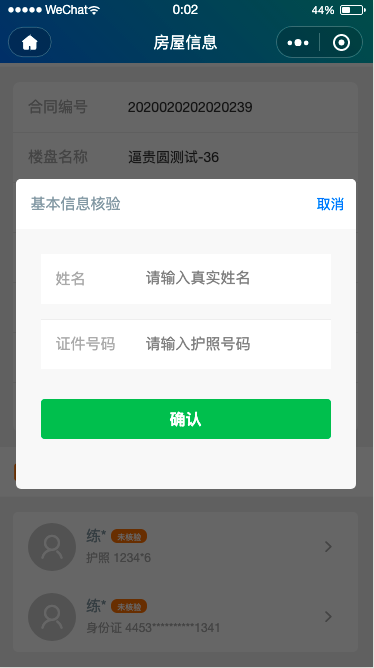 WeChat 0:02 44%
房屋信息
合同编号 2020020202020239
楼盘名称 逼贵圆测试-36
基本信息核验 取消
姓名 请输入真实姓名
证件号码 请输入护照号码
确认
练* 未核验
护照 1234*6
练* 未核验
身份证 4453**********1341